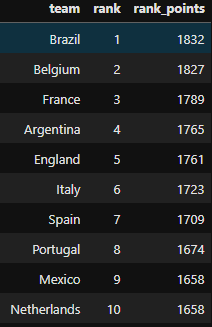 team rank rank_points
Brazil 1 1832
Belgium 2 1827
France 3 1789
Argentina 4 1765
England 5 1761
Italy 6 1723
Spain 7 1709
Portugal 8 1674
Mexico 9 1658
Netherlands 10 1658